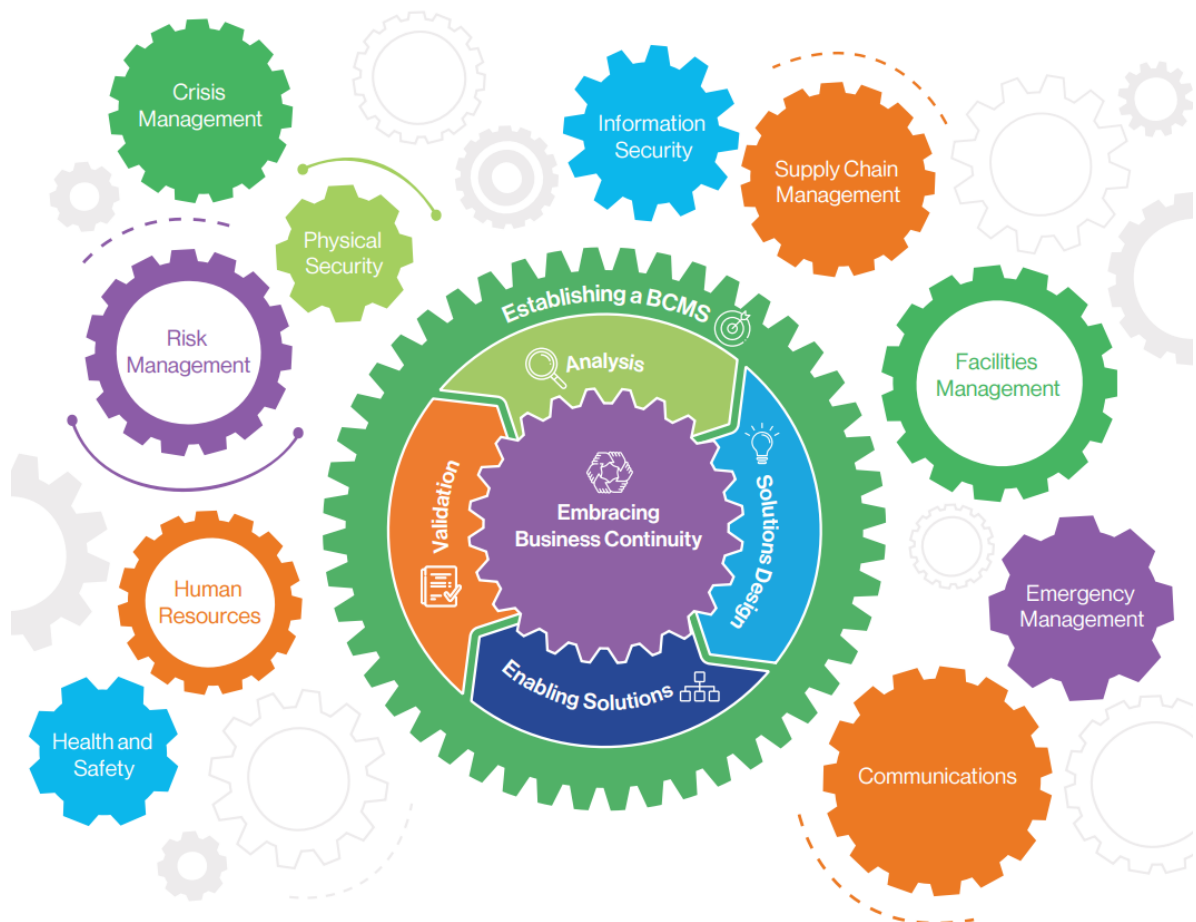 Crisis
Management
Information
Security
Supply Chain
Management
Physical
Security
Risk
Management
Establishing a BCMS
Analysis
Facilities
Management
Validation
Solutions Design
Embracing
Business Continuity
Human
Resources
Emergency
Management
Enabling Solutions
Health and
Safety
Communications